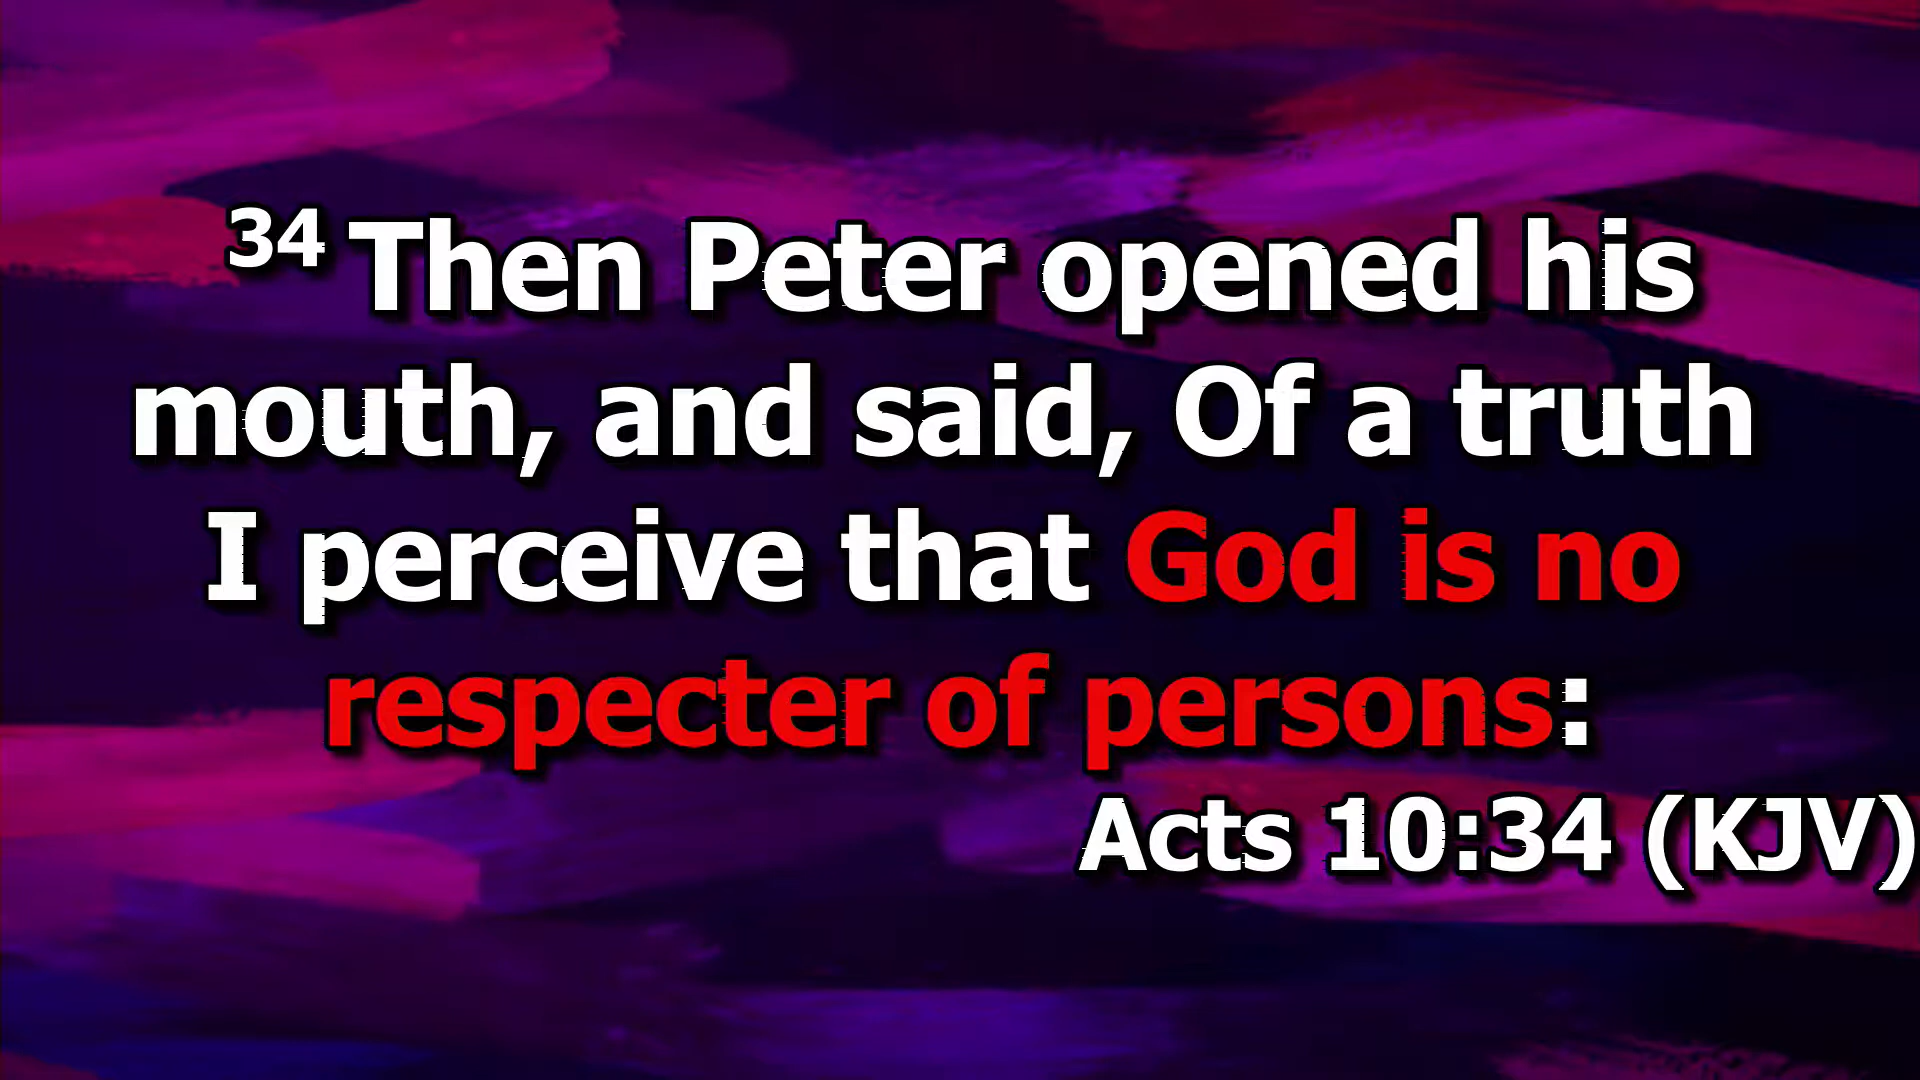 34 Then Peter opened his
mouth, and said, Of a truth
I perceive that God is no
respecter of persons:
Acts 10:34 (KJV)